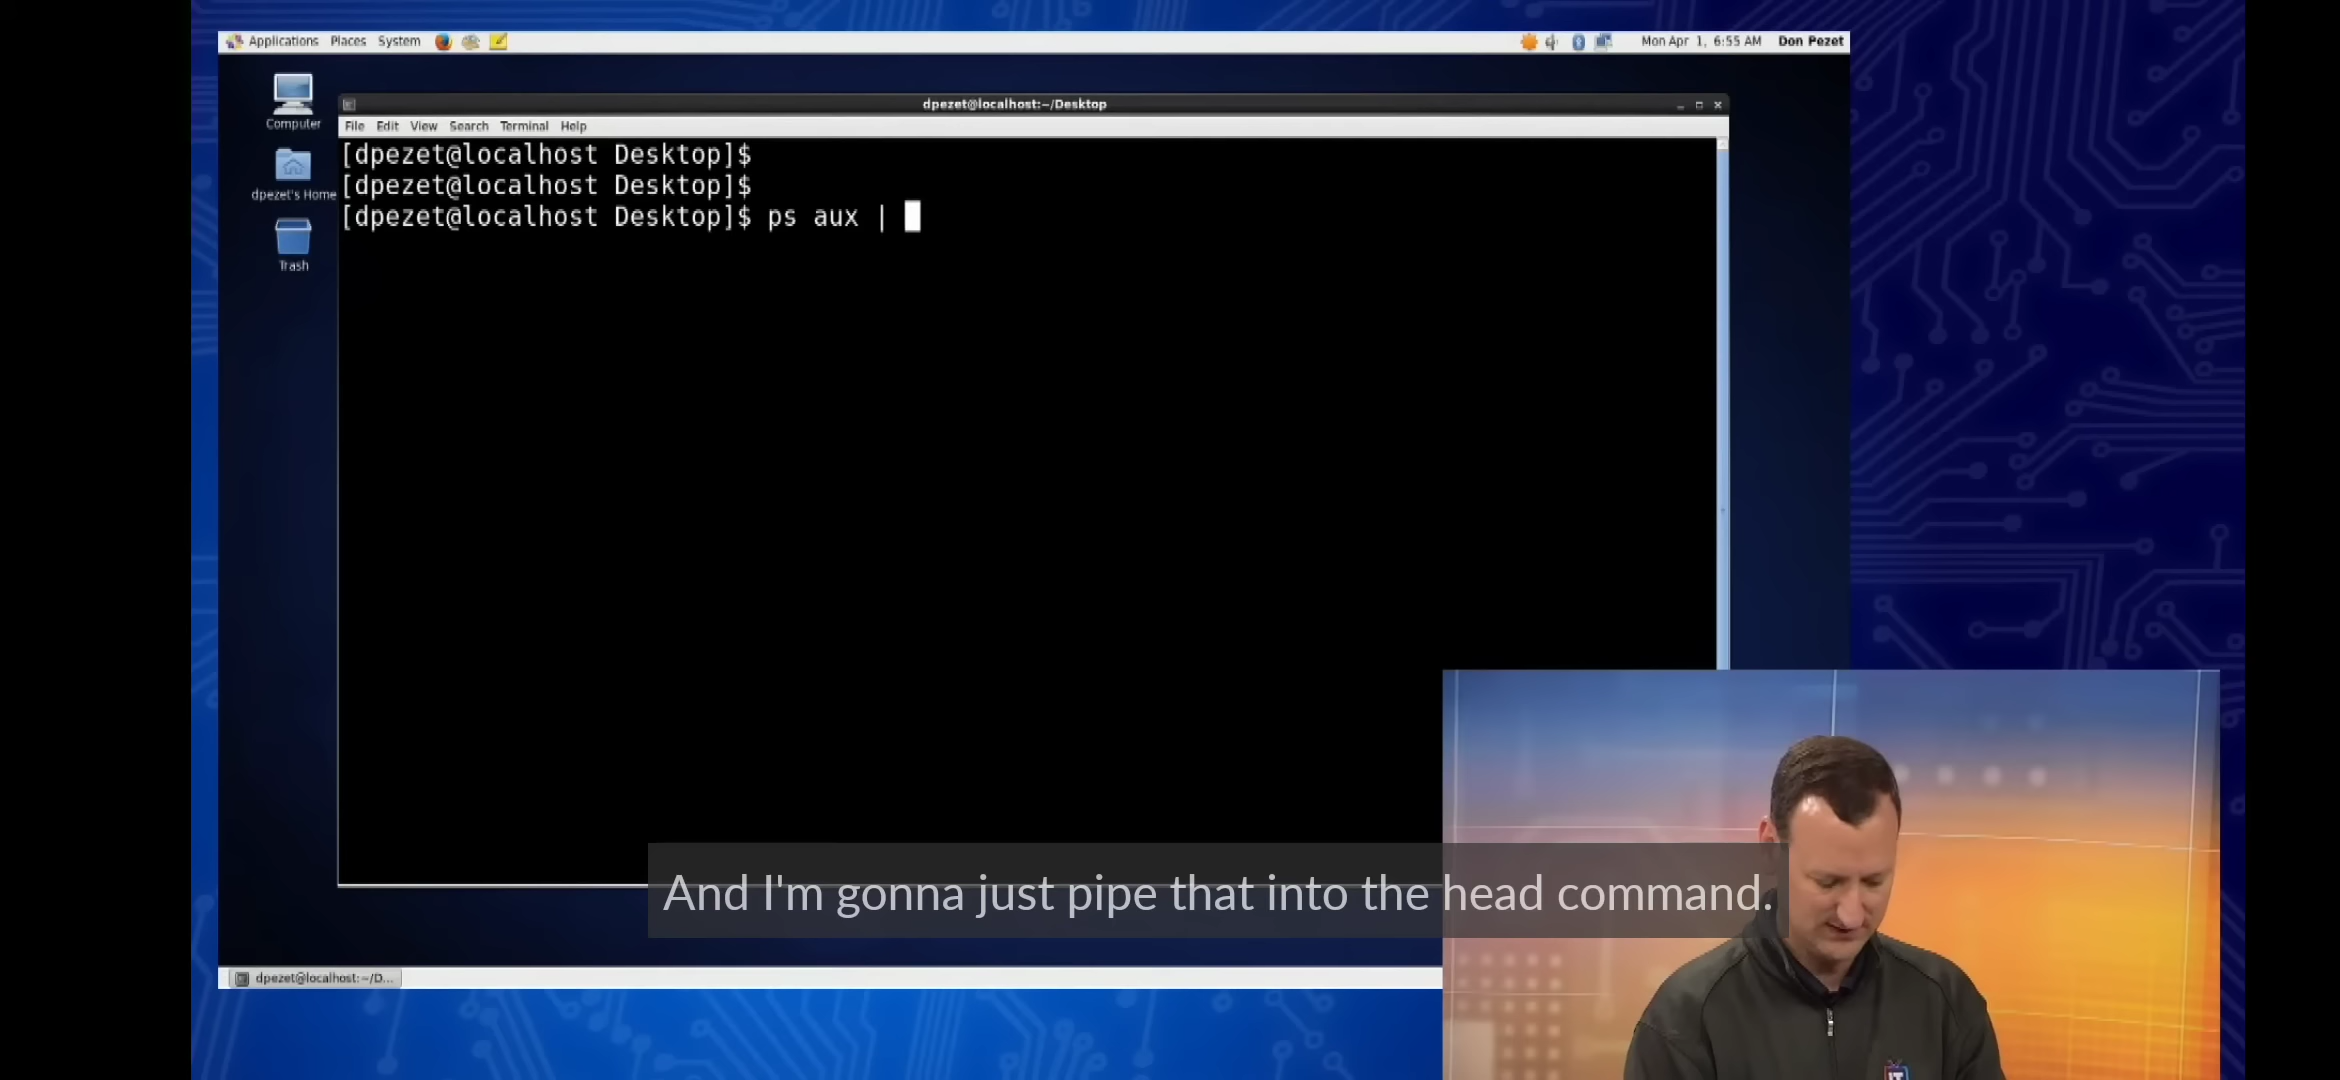 Applications Places System
Mon Apr 1, 6:55 AM Don Pezet
Computer
dpezet's Home
Trash
dpezet@localhost:~/Desktop
File Edit View Search Terminal Help
[dpezet@localhost Desktop]$
[dpezet@localhost Desktop]$
[dpezet@localhost Desktop]$ ps aux |
And I'm gonna just pipe that into the head command.
dpezet@localhost:~/D...
IT